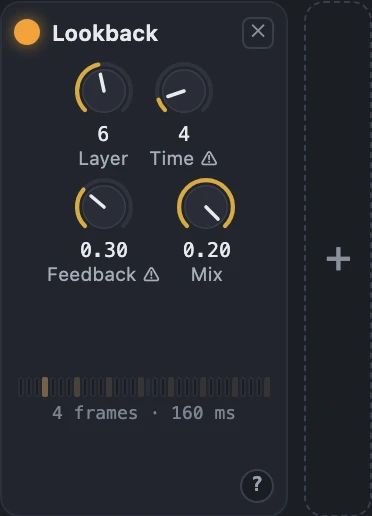 Lookback
6 4
Layer Time
0.30 0.20
Feedback Mix
4 frames · 160 ms
?